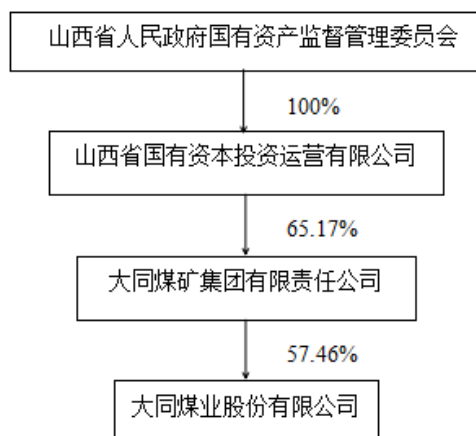 山西省人民政府国有资产监督管理委员会
100%
山西省国有资本投资运营有限公司
65.17%
大同煤矿集团有限责任公司
57.46%
大同煤业股份有限公司